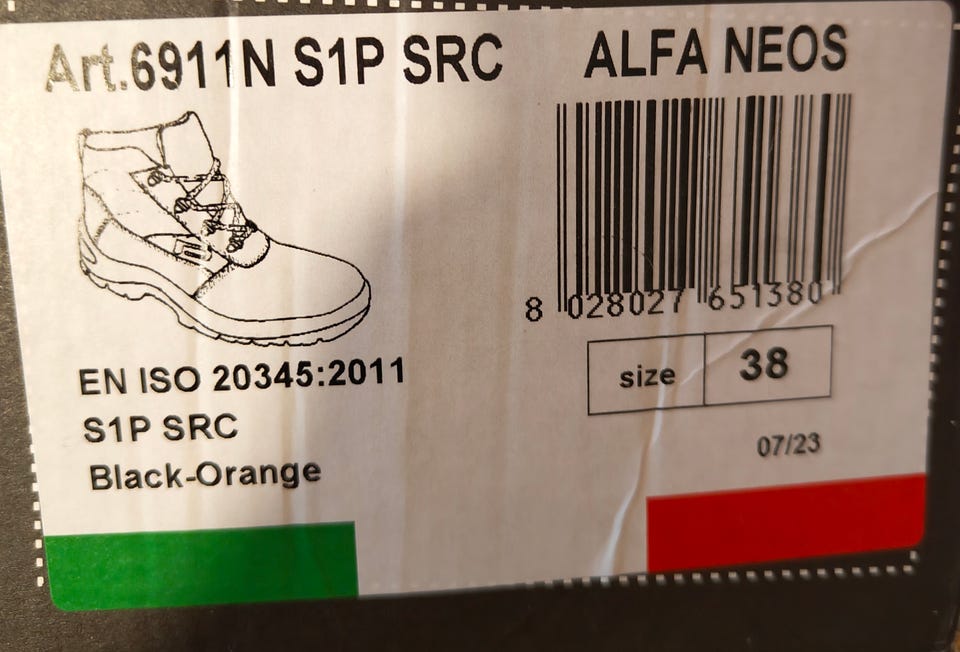 Art.6911N S1P SRC
ALFA NEOS
8 028027 651380
size 38
07/23
EN ISO 20345:2011
S1P SRC
Black-Orange